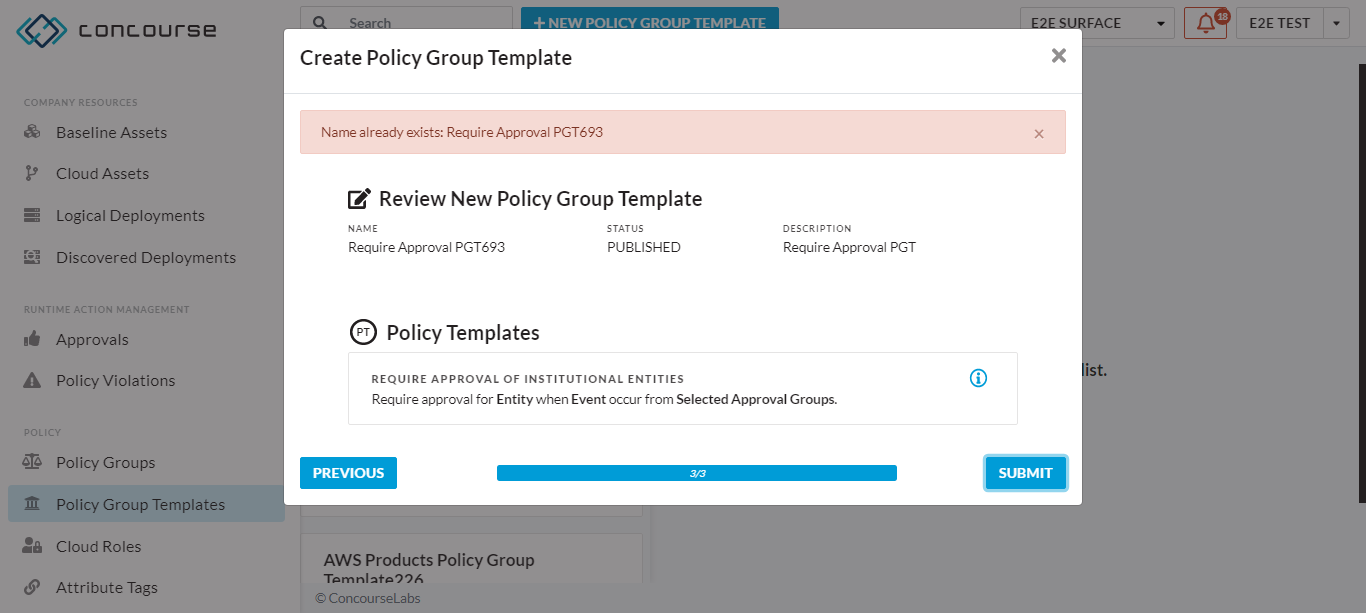 concourse
Search
+ NEW POLICY GROUP TEMPLATE
E2E SURFACE
18
E2E TEST
Create Policy Group Template
×
COMPANY RESOURCES
Baseline Assets
Cloud Assets
Logical Deployments
Discovered Deployments
RUNTIME ACTION MANAGEMENT
Approvals
Policy Violations
POLICY
Policy Groups
Policy Group Templates
Cloud Roles
Attribute Tags
Name already exists: Require Approval PGT693
×
Review New Policy Group Template
NAME
STATUS
DESCRIPTION
Require Approval PGT693
PUBLISHED
Require Approval PGT
PT
Policy Templates
REQUIRE APPROVAL OF INSTITUTIONAL ENTITIES
Require approval for Entity when Event occur from Selected Approval Groups.
list.
PREVIOUS
3/3
SUBMIT
AWS Products Policy Group
Template226
© ConcourseLabs